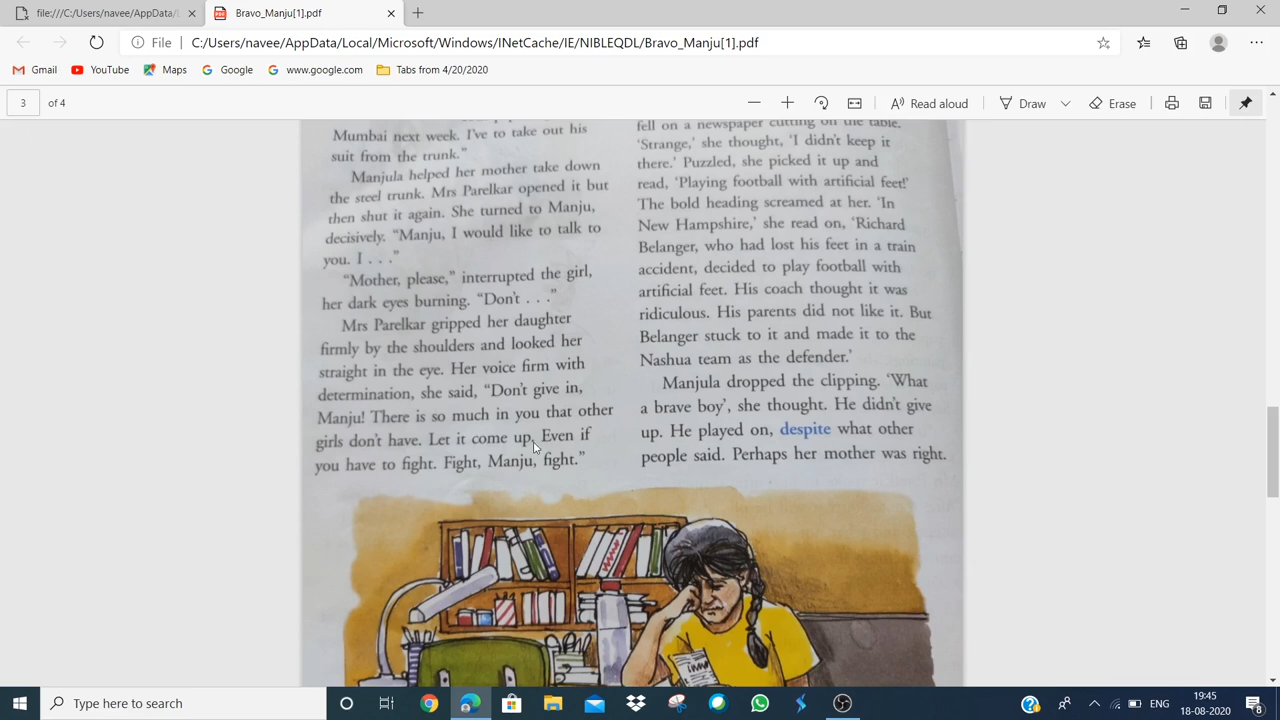 file:///C:/Users/navee/AppData/L
Bravo_Manju[1].pdf
File
C:/Users/navee/AppData/Local/Microsoft/Windows/INetCache/IE/NIBLEQDL/Bravo_Manju[1].pdf
Gmail
YouTube
Maps
Google
www.google.com
Tabs from 4/20/2020
3 of 4
Read aloud
Draw
Erase
Mumbai next week. I've to take out his
suit from the trunk."
Manjula helped her mother take down
the steel trunk. Mrs Parelkar opened it but
then shut it again. She turned to Manju,
decisively. "Manju, I would like to talk to
you. I . . ."
"Mother, please," interrupted the girl,
her dark eyes burning. "Don't . . ."
Mrs Parelkar gripped her daughter
firmly by the shoulders and looked her
straight in the eye. Her voice firm with
determination, she said, "Don't give in,
Manju! There is so much in you that other
girls don't have. Let it come up. Even if
you have to fight. Fight, Manju, fight."
fell on a newspaper cutting on the table.
'Strange,' she thought, 'I didn't keep it
there.' Puzzled, she picked it up and
read, 'Playing football with artificial feet!'
The bold heading screamed at her. 'In
New Hampshire,' she read on, 'Richard
Belanger, who had lost his feet in a train
accident, decided to play football with
artificial feet. His coach thought it was
ridiculous. His parents did not like it. But
Belanger stuck to it and made it to the
Nashua team as the defender.'
Manjula dropped the clipping. 'What
a brave boy', she thought. He didn't give
up. He played on, despite what other
people said. Perhaps her mother was right.
Type here to search
ENG
19:45
18-08-2020
8